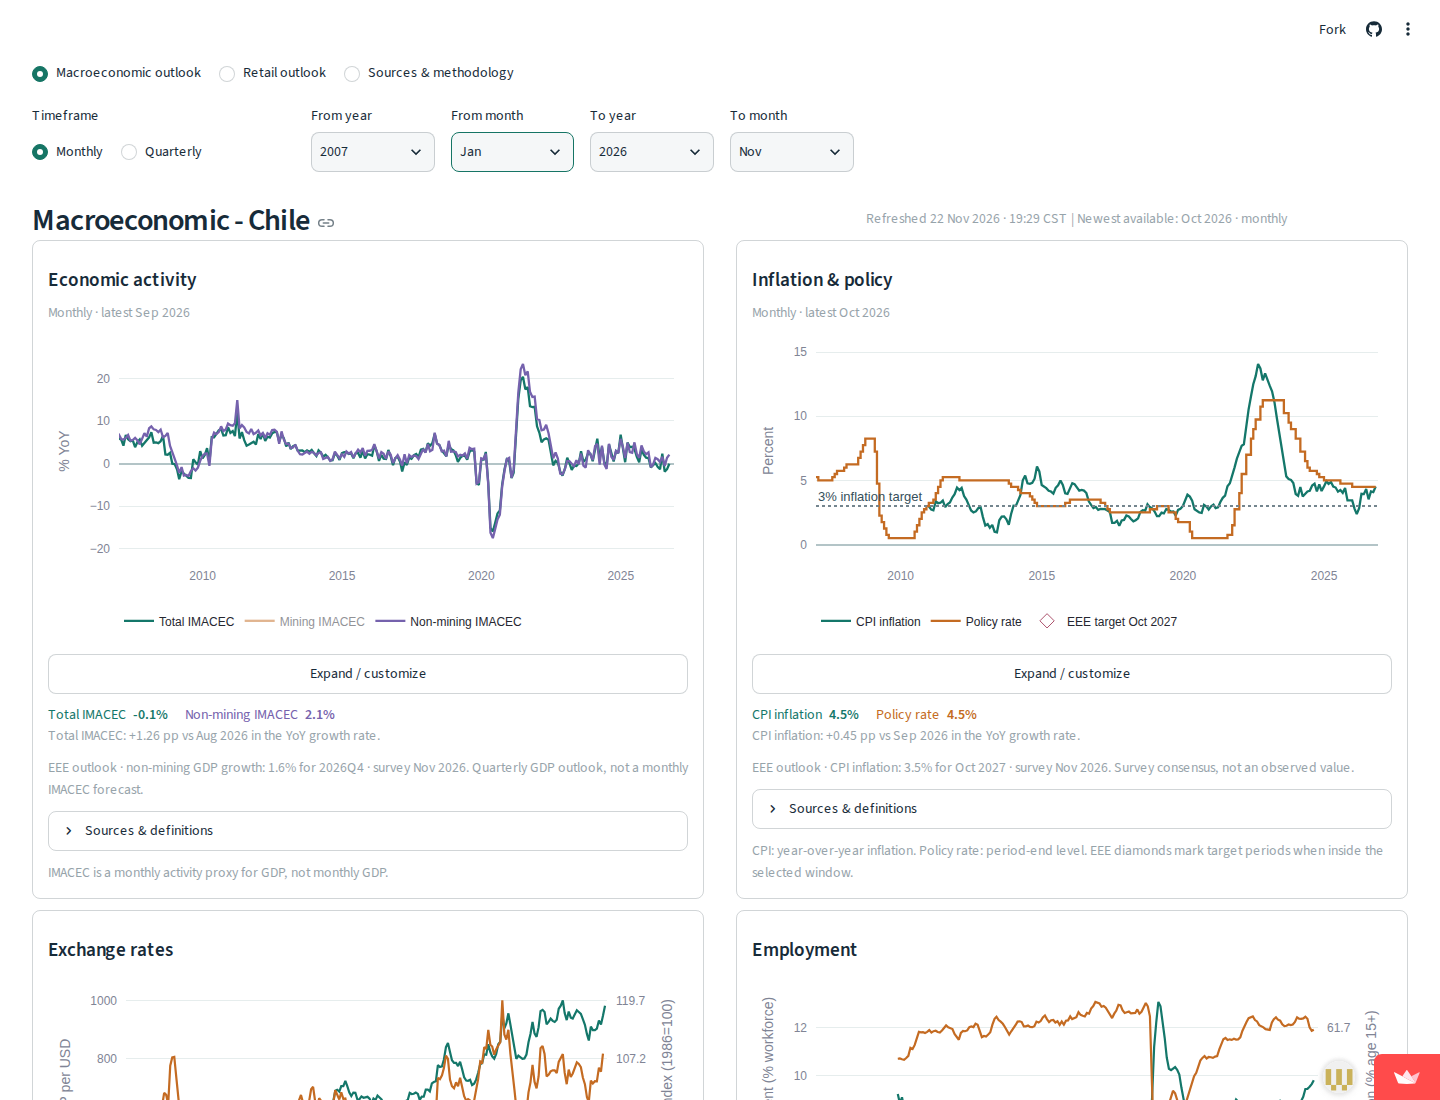 Fork
Macroeconomic outlook Retail outlook Sources & methodology
Timeframe From year From month To year To month
Monthly Quarterly 2007 Jan 2026 Nov
Macroeconomic - Chile
Refreshed 22 Nov 2026 · 19:29 CST | Newest available: Oct 2026 · monthly
Economic activity
Monthly · latest Sep 2026
% YoY
20
10
0
−10
−20
2010 2015 2020 2025
Total IMACEC Mining IMACEC Non-mining IMACEC
Expand / customize
Total IMACEC -0.1% Non-mining IMACEC 2.1%
Total IMACEC: +1.26 pp vs Aug 2026 in the YoY growth rate.
EEE outlook · non-mining GDP growth: 1.6% for 2026Q4 · survey Nov 2026. Quarterly GDP outlook, not a monthly
IMACEC forecast.
Sources & definitions
IMACEC is a monthly activity proxy for GDP, not monthly GDP.
Inflation & policy
Monthly · latest Oct 2026
Percent
15
10
5
0
3% inflation target
2010 2015 2020 2025
CPI inflation Policy rate EEE target Oct 2027
Expand / customize
CPI inflation 4.5% Policy rate 4.5%
CPI inflation: +0.45 pp vs Sep 2026 in the YoY growth rate.
EEE outlook · CPI inflation: 3.5% for Oct 2027 · survey Nov 2026. Survey consensus, not an observed value.
Sources & definitions
CPI: year-over-year inflation. Policy rate: period-end level. EEE diamonds mark target periods when inside the
selected window.
Exchange rates
1000
800
P per USD
119.7
107.2
ndex (1986=100)
Employment
12
10
ent (% workforce)
61.7
(% age 15+)